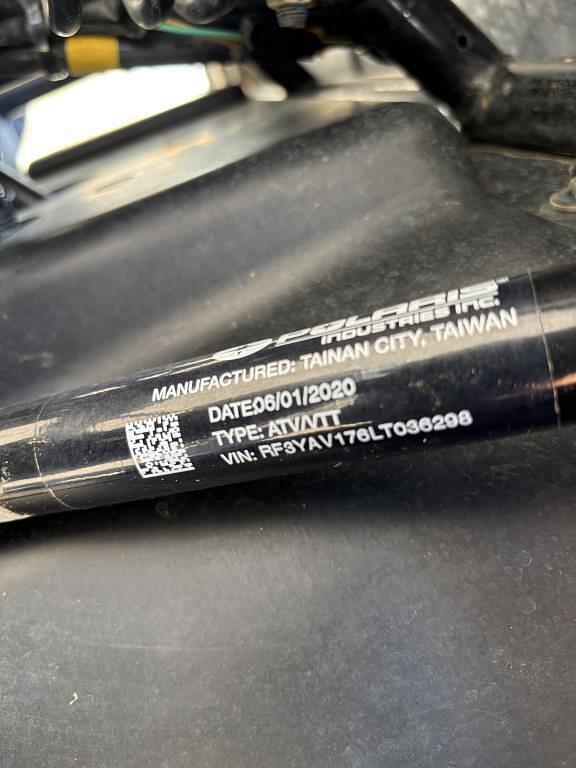 POLARIS
INDUSTRIES INC.
MANUFACTURED: TAINAN CITY, TAIWAN
DATE:06/01/2020
TYPE: ATV/VTT
VIN: RF3YAV176LT036298